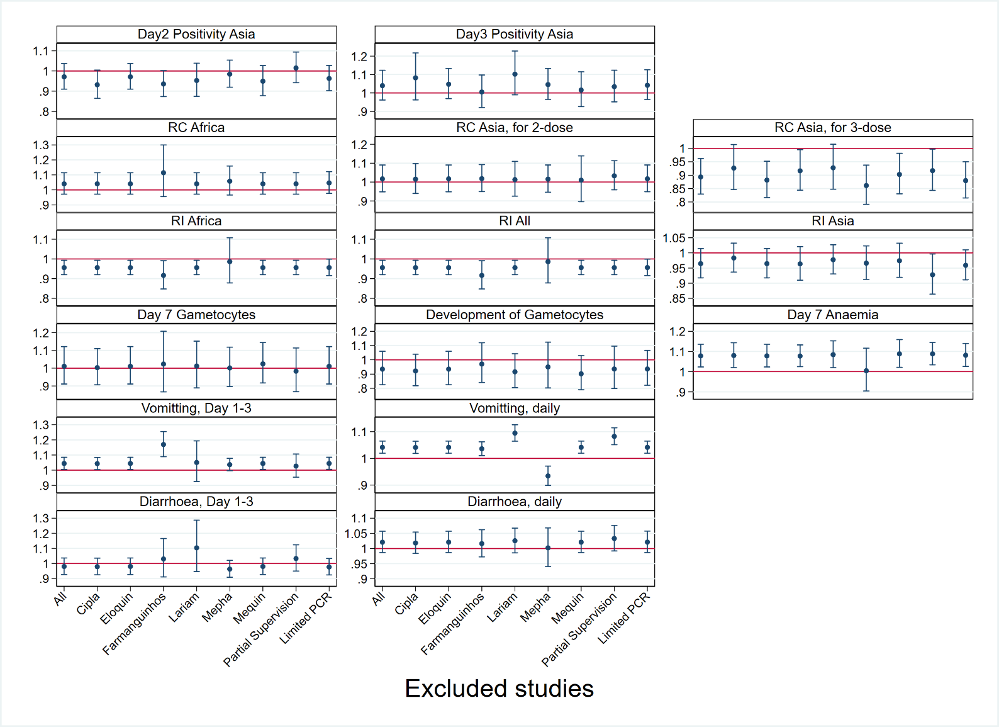 Day2 Positivity Asia
1.1
1
.9
.8
Day3 Positivity Asia
1.2
1.1
1
.9
RC Africa
1.3
1.2
1.1
1
.9
RC Asia, for 2-dose
1.2
1.1
1
.9
RC Asia, for 3-dose
1
.95
.9
.85
.8
RI Africa
1.1
1
.9
.8
RI All
1.1
1
.9
.8
RI Asia
1.05
1
.95
.9
.85
Day 7 Gametocytes
1.2
1.1
1
.9
Development of Gametocytes
1.2
1.1
1
.9
.8
Day 7 Anaemia
1.2
1.1
1
.9
Vomitting, Day 1-3
1.3
1.2
1.1
1
.9
Vomitting, daily
1.1
1
.9
Diarrhoea, Day 1-3
1.3
1.2
1.1
1
.9
Diarrhoea, daily
1.1
1.05
1
.95
.9
All
Cipla
Eloquin
Farmanguinhos
Lariam
Mepha
Mequin
Partial Supervision
Limited PCR
All
Cipla
Eloquin
Farmanguinhos
Lariam
Mepha
Mequin
Partial Supervision
Limited PCR
Excluded studies